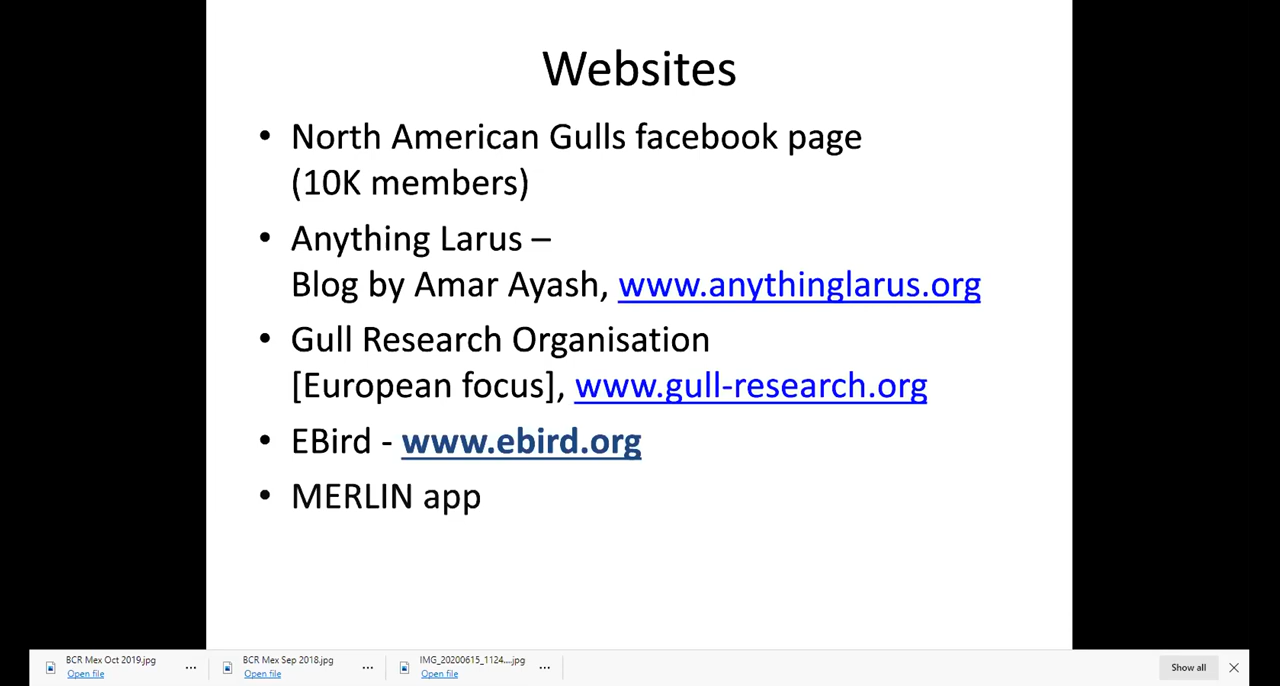 Websites
• North American Gulls facebook page
(10K members)
• Anything Larus –
Blog by Amar Ayash, www.anythinglarus.org
• Gull Research Organisation
[European focus], www.gull-research.org
• EBird - www.ebird.org
• MERLIN app
BCR Mex Oct 2019.jpg
Open file
...
BCR Mex Sep 2018.jpg
Open file
...
IMG_20200615_1124....jpg
Open file
...
Show all